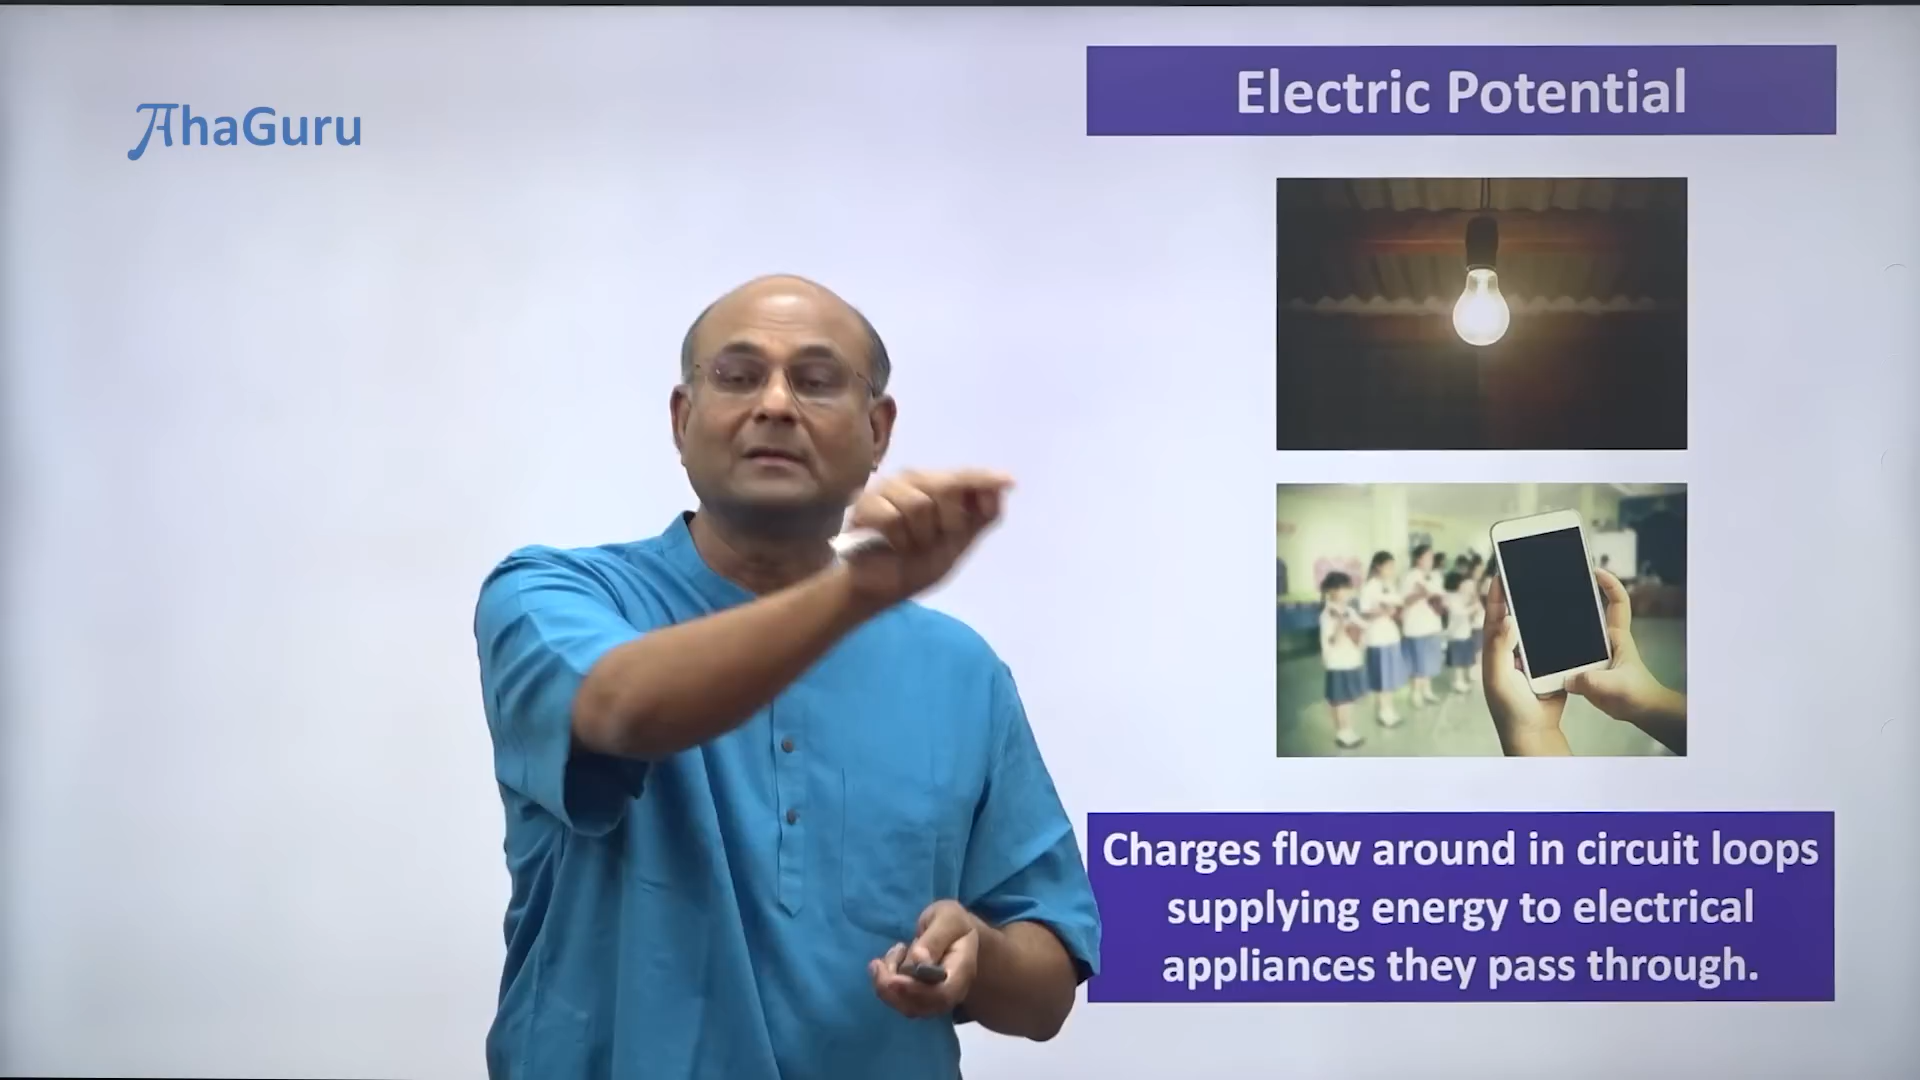 AhaGuru
Electric Potential
Charges flow around in circuit loops
supplying energy to electrical
appliances they pass through.